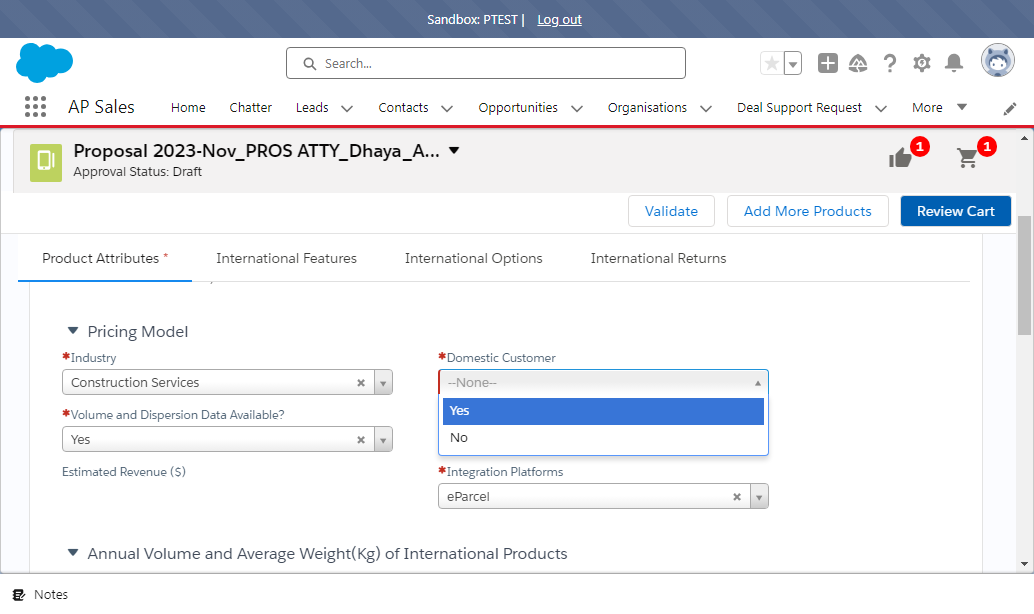 Sandbox: PTEST | Log out
Search...
AP Sales Home Chatter Leads Contacts Opportunities Organisations Deal Support Request More
Proposal 2023-Nov_PROS ATTY_Dhaya_A...
Approval Status: Draft
1 1
Validate Add More Products Review Cart
Product Attributes * International Features International Options International Returns
Pricing Model
*Industry *Domestic Customer
Construction Services --None--
*Volume and Dispersion Data Available? Yes
Yes No
Estimated Revenue ($) *Integration Platforms
eParcel
Annual Volume and Average Weight(Kg) of International Products
Notes